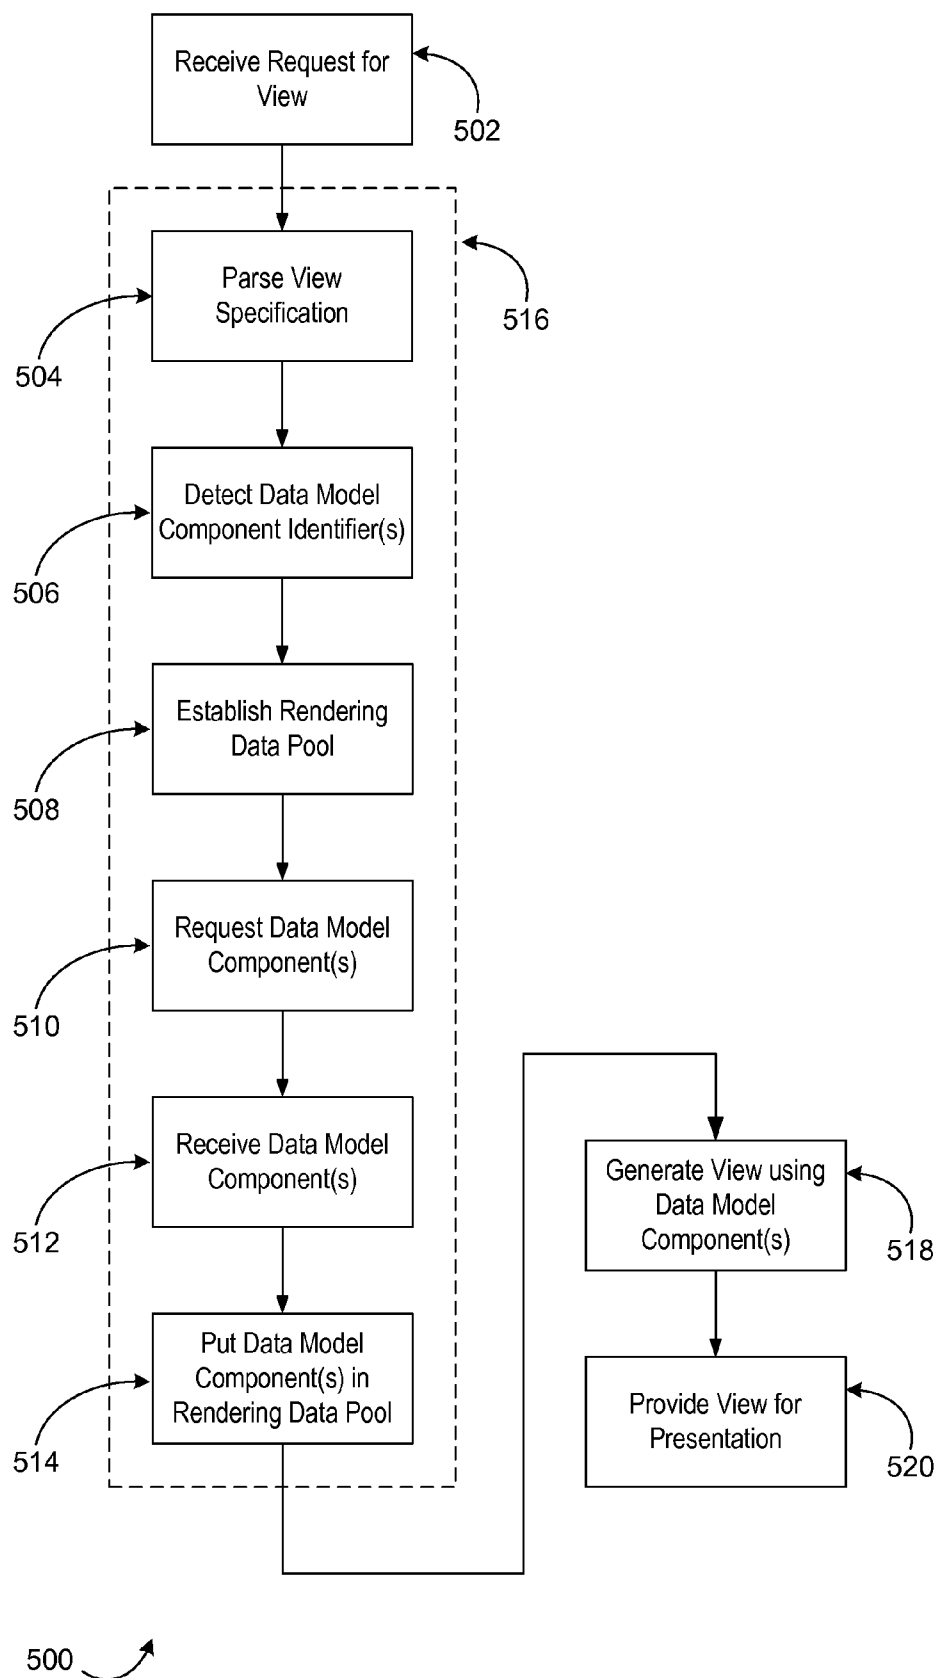 Receive Request for
View
502
Parse View
Specification
504
516
Detect Data Model
Component Identifier(s)
506
Establish Rendering
Data Pool
508
Request Data Model
Component(s)
510
Receive Data Model
Component(s)
512
Put Data Model
Component(s) in
Rendering Data Pool
514
Generate View using
Data Model
Component(s)
518
Provide View for
Presentation
520
500